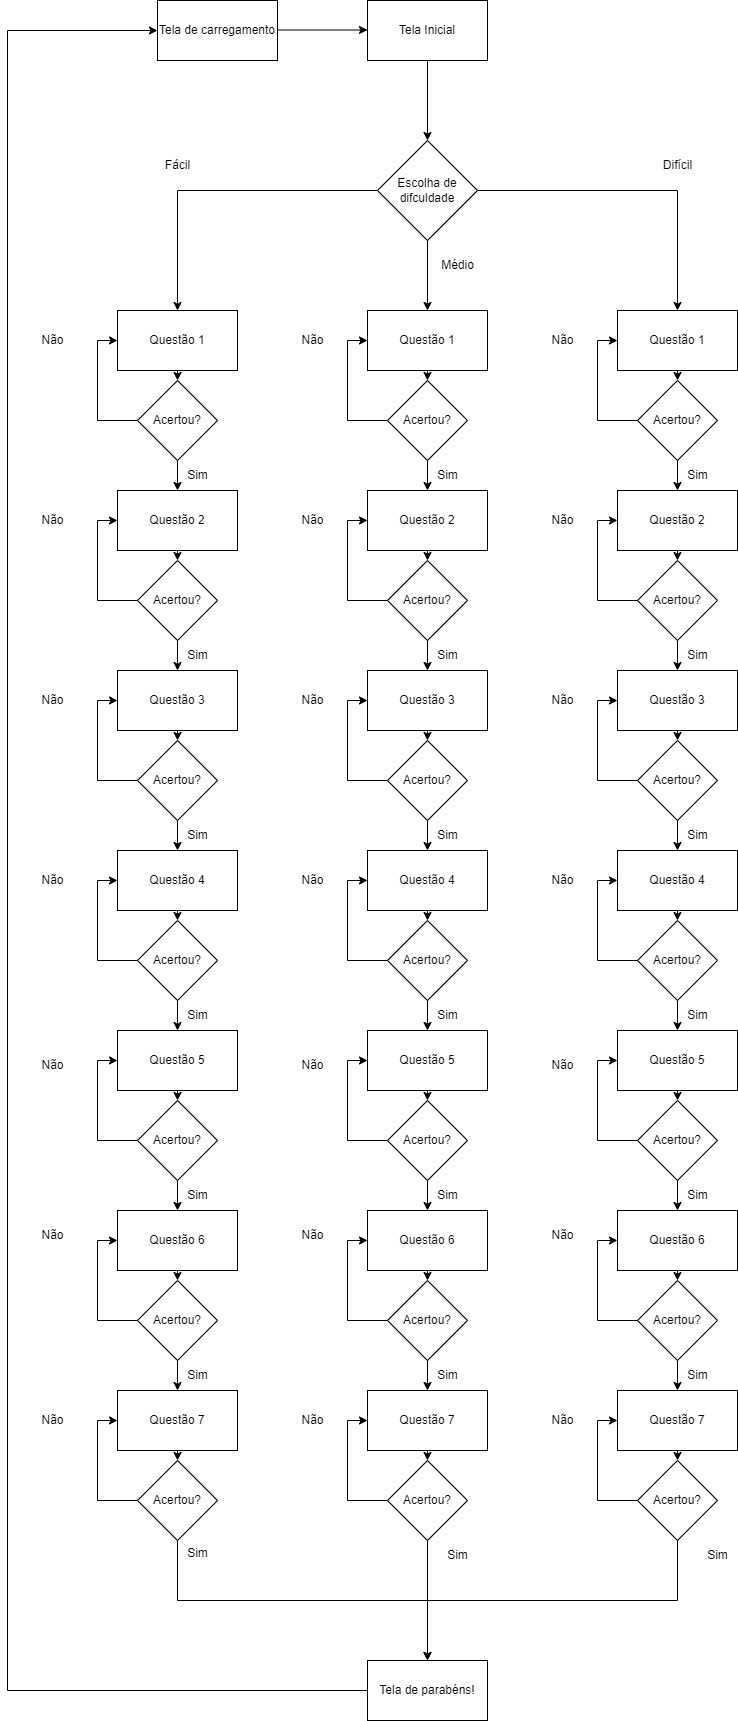 Tela de carregamento
Tela Inicial
Fácil
Difícil
Escolha de
difculdade
Médio
Não
Questão 1
Não
Questão 1
Não
Questão 1
Acertou?
Acertou?
Acertou?
Sim
Sim
Sim
Não
Questão 2
Não
Questão 2
Não
Questão 2
Acertou?
Acertou?
Acertou?
Sim
Sim
Sim
Não
Questão 3
Não
Questão 3
Não
Questão 3
Acertou?
Acertou?
Acertou?
Sim
Sim
Sim
Não
Questão 4
Não
Questão 4
Não
Questão 4
Acertou?
Acertou?
Acertou?
Sim
Sim
Sim
Não
Questão 5
Não
Questão 5
Não
Questão 5
Acertou?
Acertou?
Acertou?
Sim
Sim
Sim
Não
Questão 6
Não
Questão 6
Não
Questão 6
Acertou?
Acertou?
Acertou?
Sim
Sim
Sim
Não
Questão 7
Não
Questão 7
Não
Questão 7
Acertou?
Acertou?
Acertou?
Sim
Sim
Sim
Tela de parabéns!